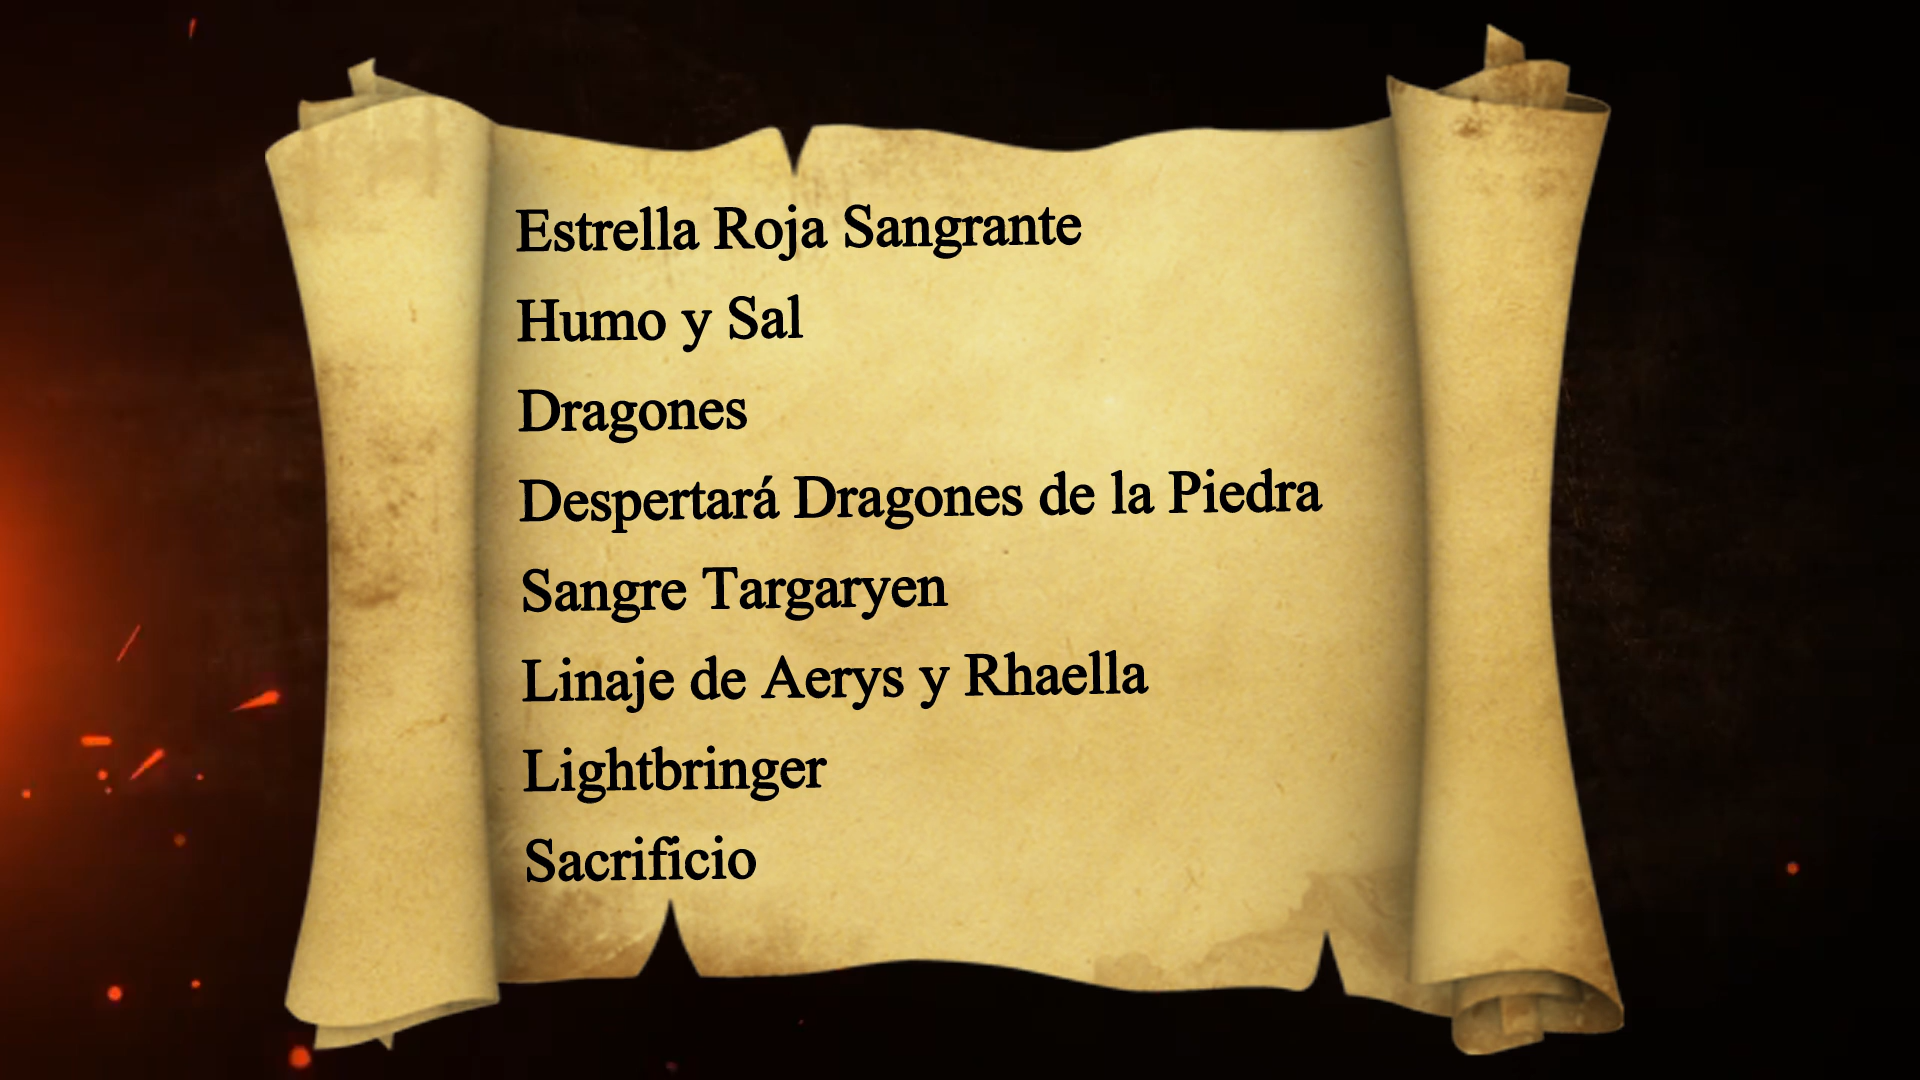 Estrella Roja Sangrante
Humo y Sal
Dragones
Despertará Dragones de la Piedra
Sangre Targaryen
Linaje de Aerys y Rhaella
Lightbringer
Sacrificio